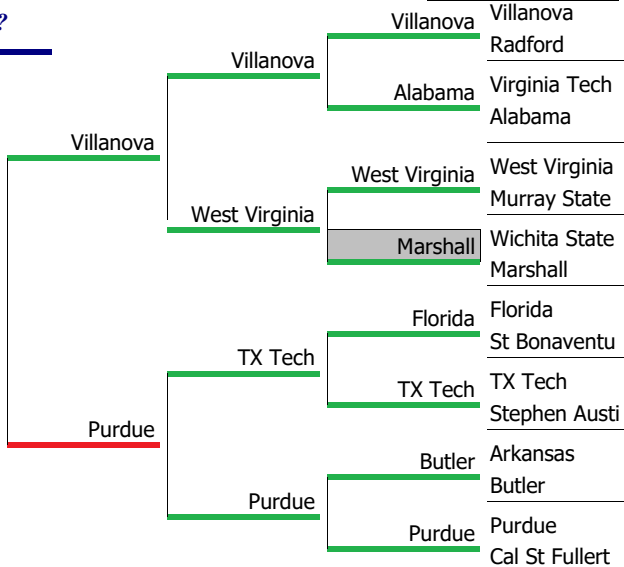 ?
Villanova
Purdue
Villanova
West Virginia
TX Tech
Purdue
Villanova
Alabama
West Virginia
Marshall
Florida
TX Tech
Butler
Purdue
Villanova
Radford
Virginia Tech
Alabama
West Virginia
Murray State
Wichita State
Marshall
Florida
St Bonaventu
TX Tech
Stephen Austi
Arkansas
Butler
Purdue
Cal St Fullert